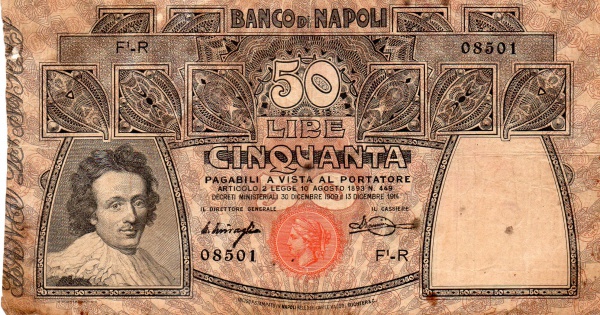 BANCO DI NAPOLI
F¹-R 08501
50
LIRE
CINQUANTA
PAGABILI A VISTA AL PORTATORE
ARTICOLO 2 LEGGE 10 AGOSTO 1893 N. 449
DECRETI MINISTERIALI 30 DICEMBRE 1909 E 13 DICEMBRE 1914
IL DIRETTORE GENERALE IL CASSIERE
08501 F¹-R